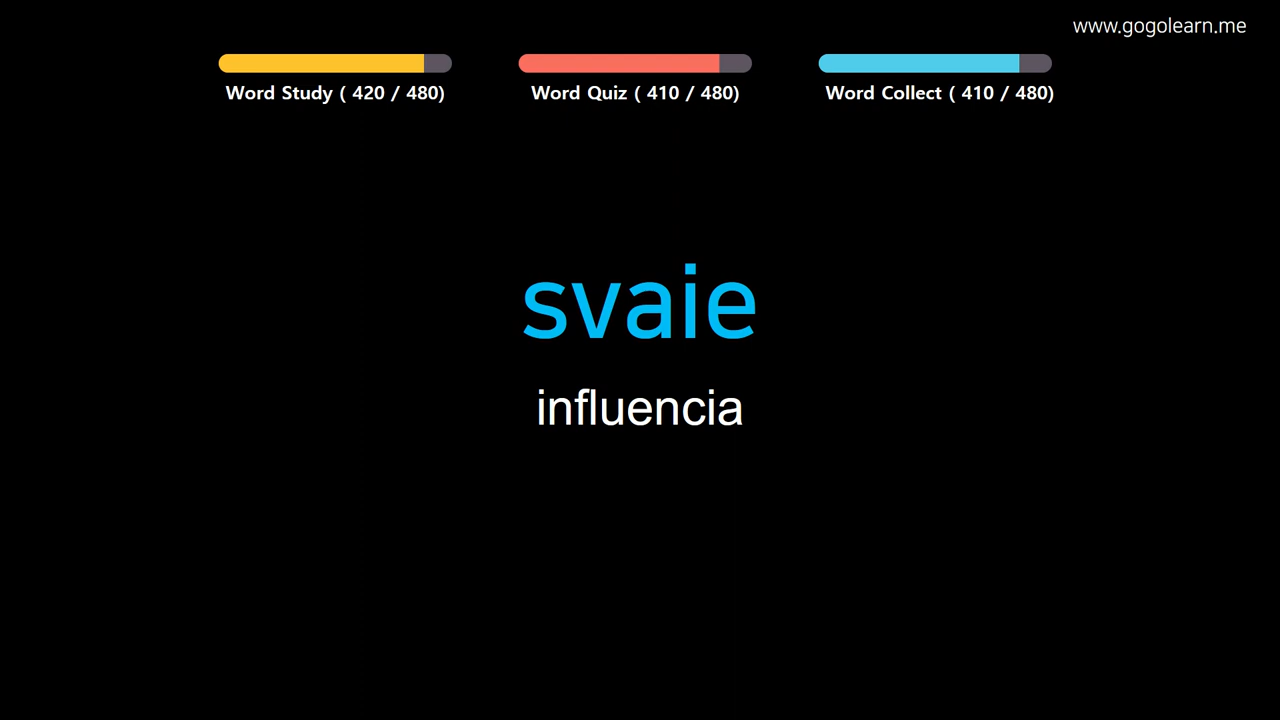 www.gogolearn.me
Word Study ( 420 / 480)
Word Quiz ( 410 / 480)
Word Collect ( 410 / 480)
svaie
influencia